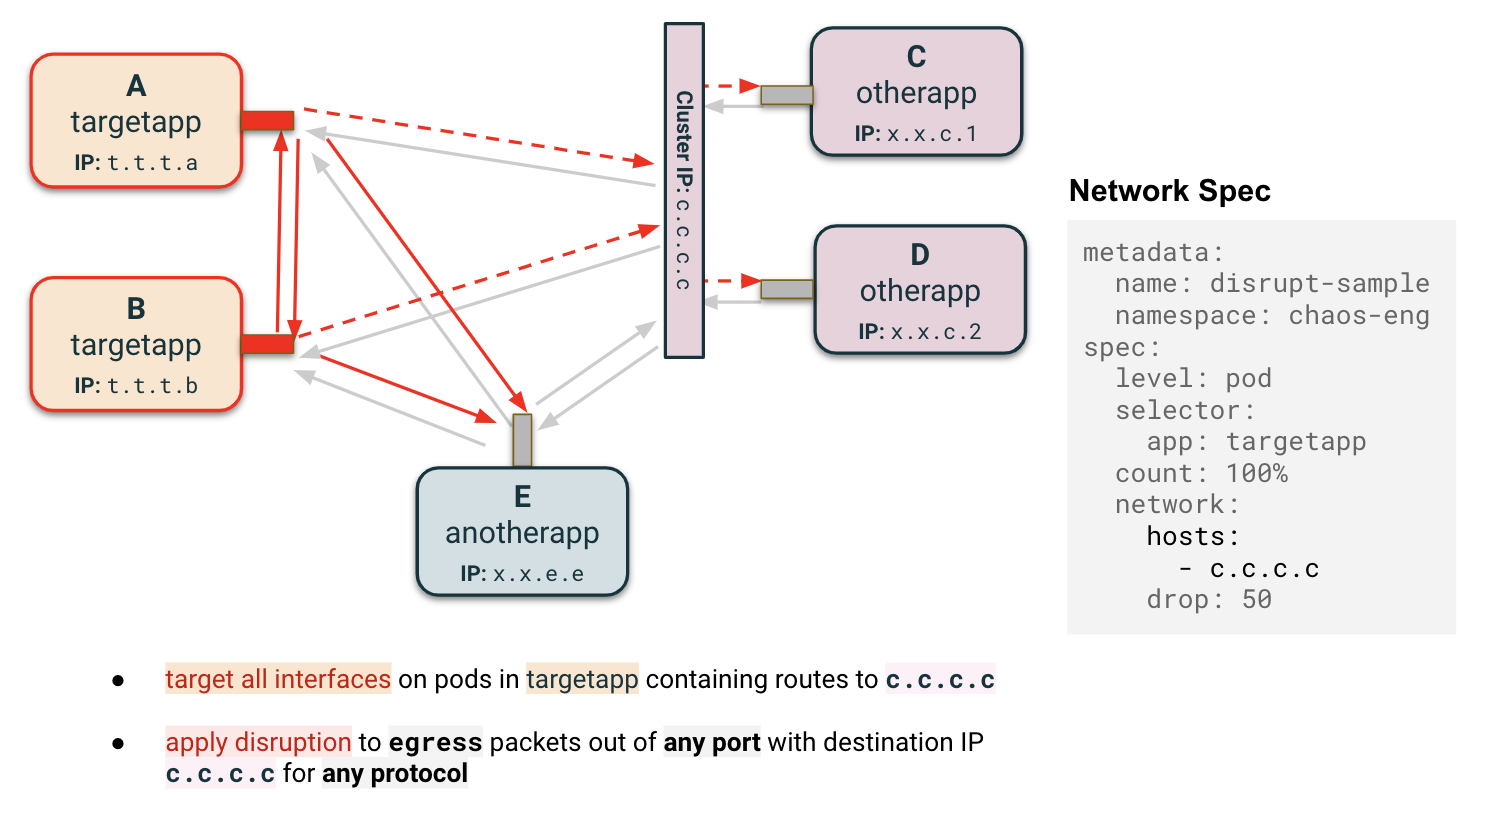 A
targetapp
IP: t.t.t.a
B
targetapp
IP: t.t.t.b
Cluster IP: c.c.c.c
C
otherapp
IP: x.x.c.1
D
otherapp
IP: x.x.c.2
E
anotherapp
IP: x.x.e.e
Network Spec
metadata:
  name: disrupt-sample
  namespace: chaos-eng
spec:
  level: pod
  selector:
    app: targetapp
  count: 100%
  network:
    hosts:
      - c.c.c.c
    drop: 50
● target all interfaces on pods in targetapp containing routes to c.c.c.c
● apply disruption to egress packets out of any port with destination IP
c.c.c.c for any protocol